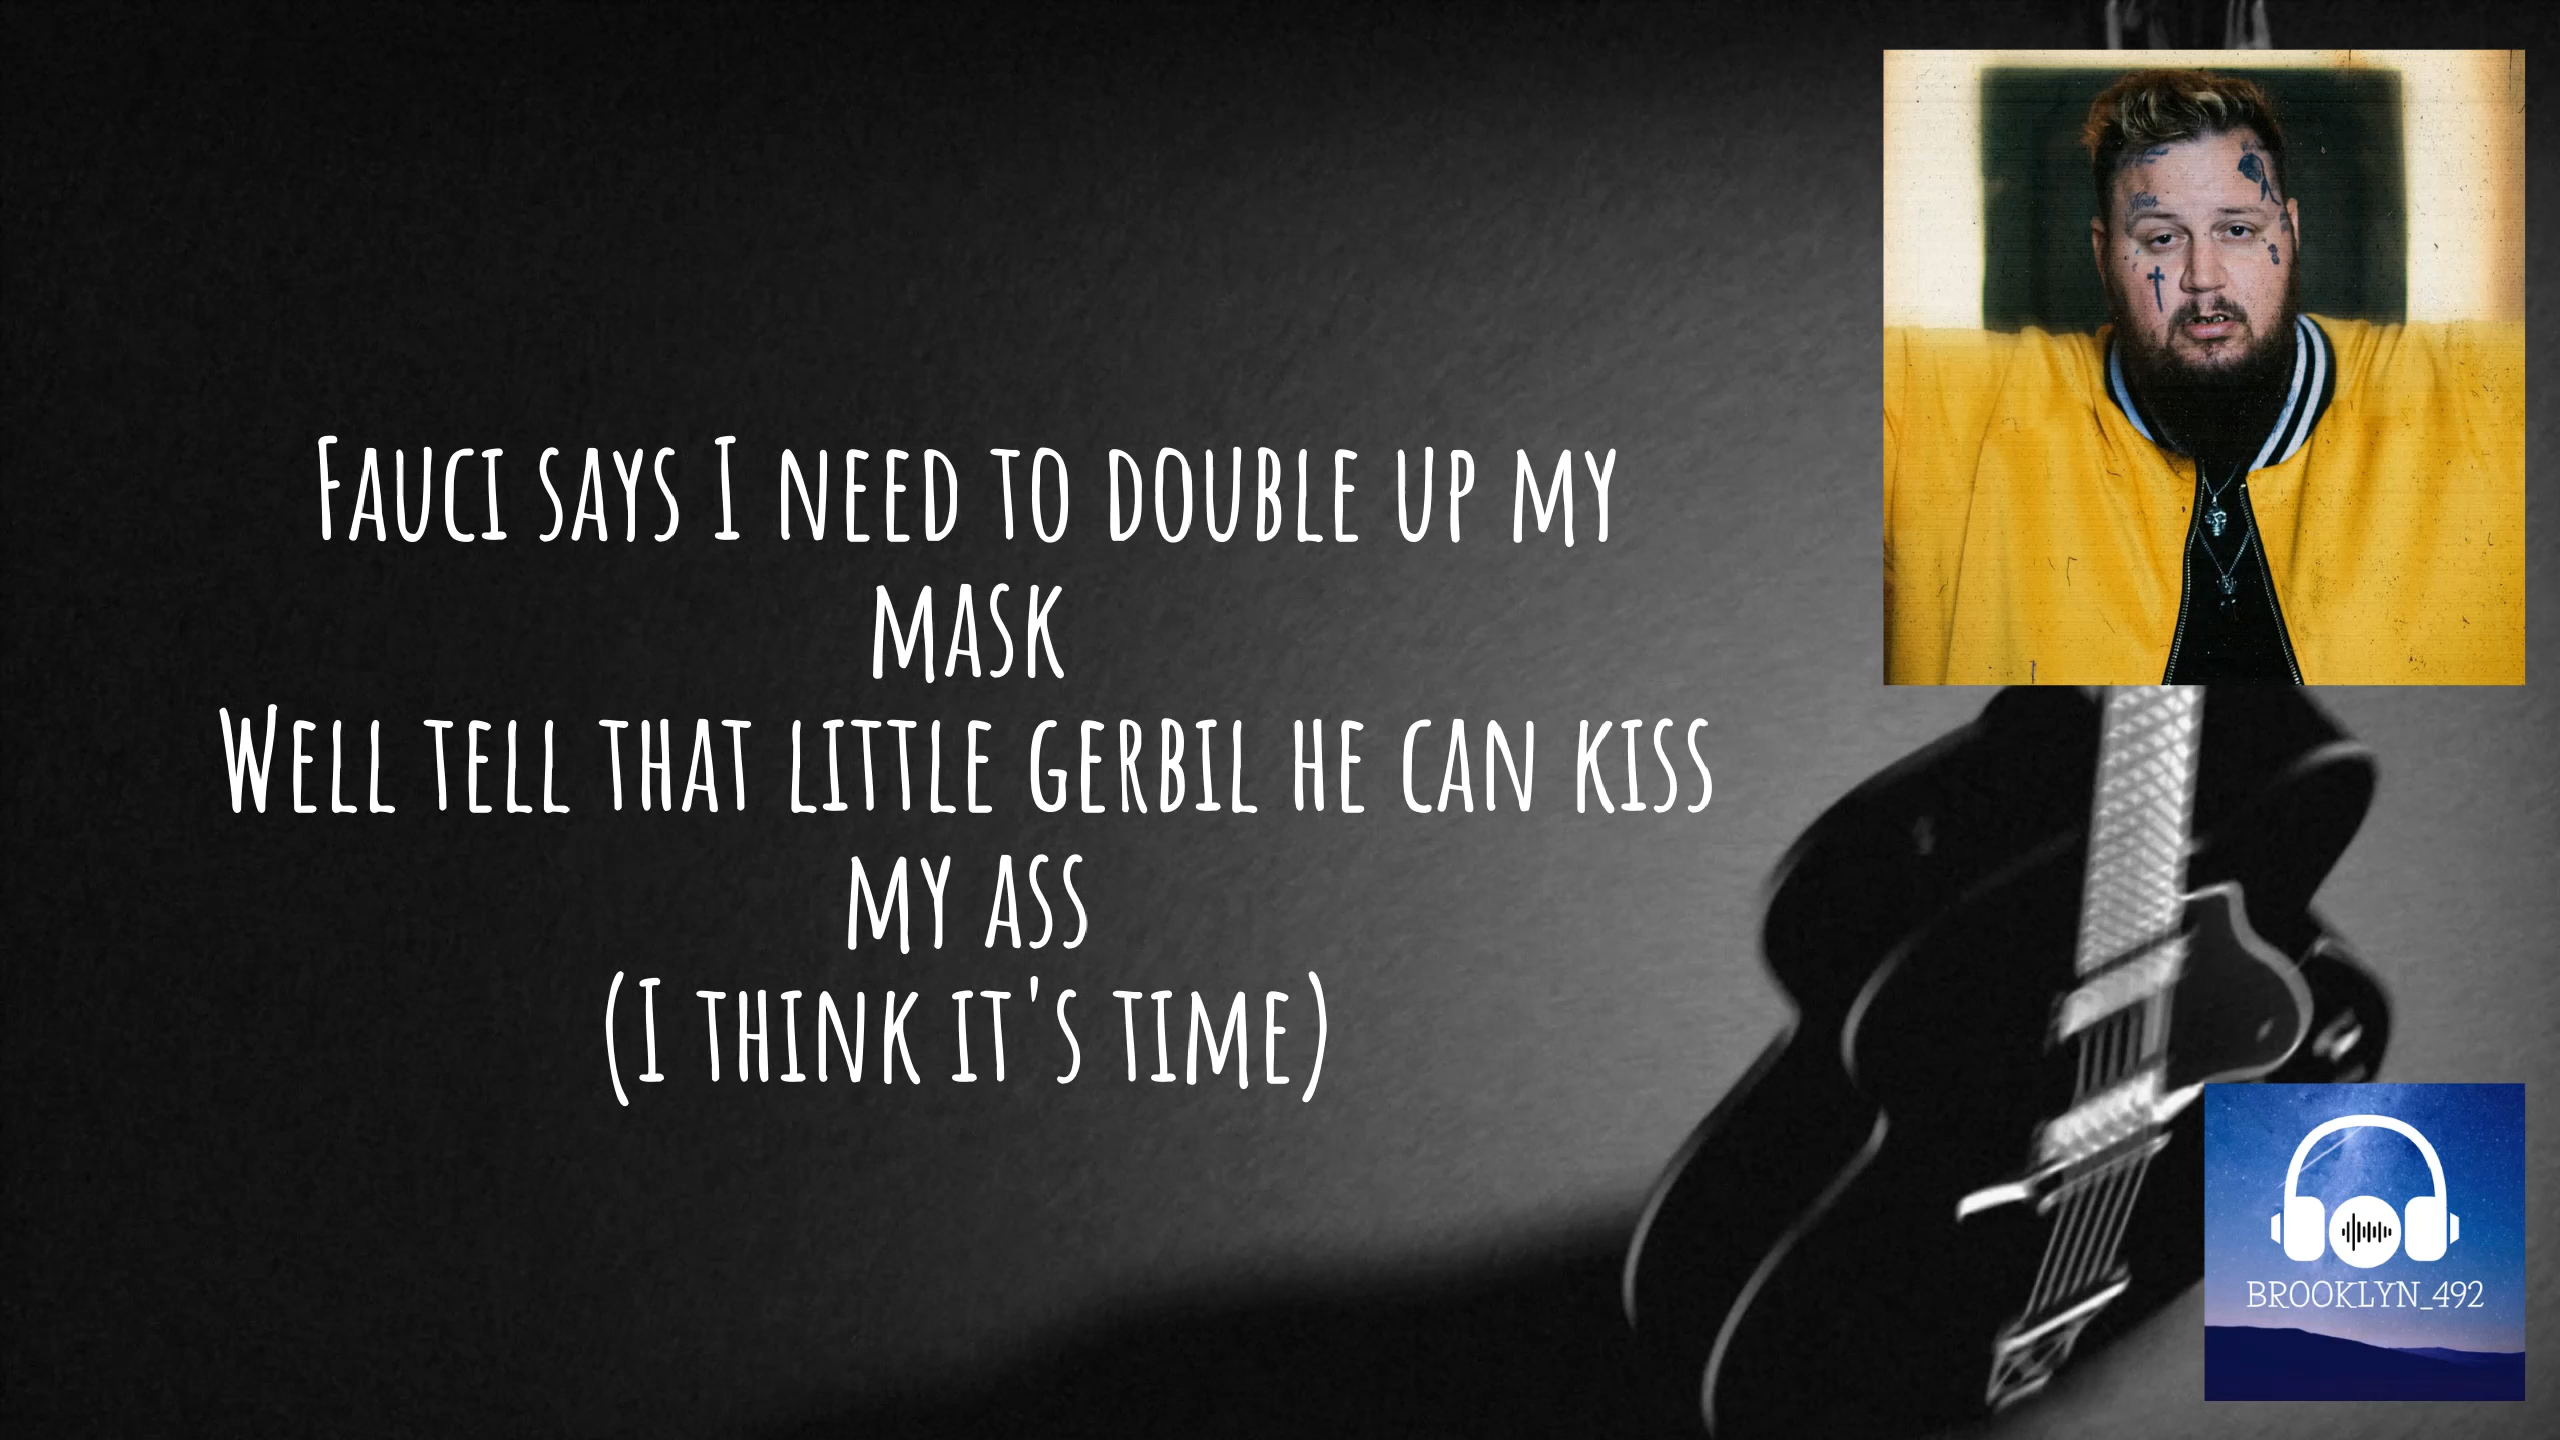 Fauci says I need to double up my
mask
Well tell that little gerbil he can kiss
my ass
(I think it's time)
BROOKLYN_492